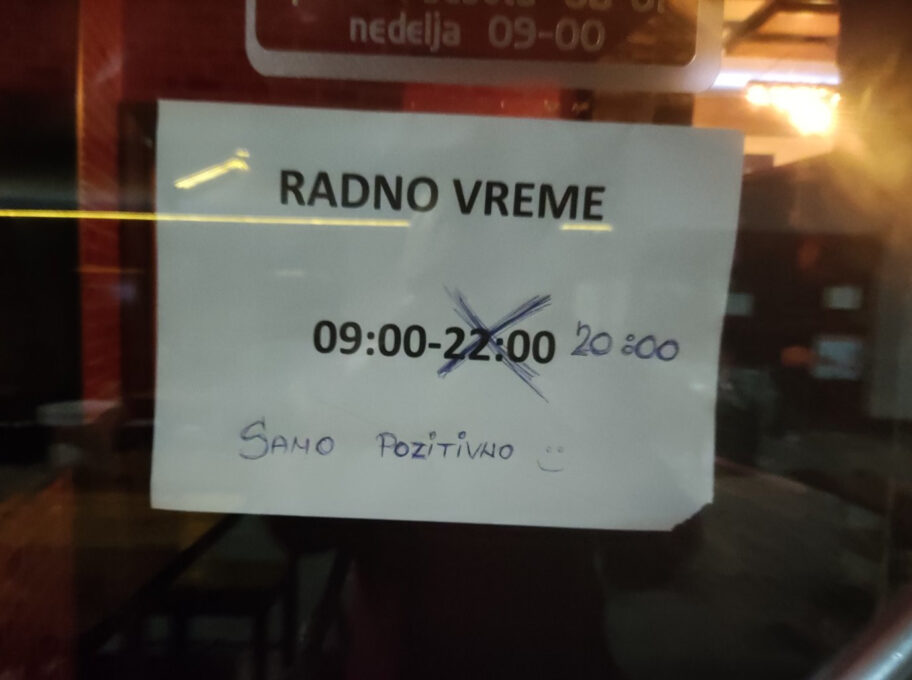 nedelja 09-00
RADNO VREME
09:00-22:00 20:00
SAMO POZITIVNO